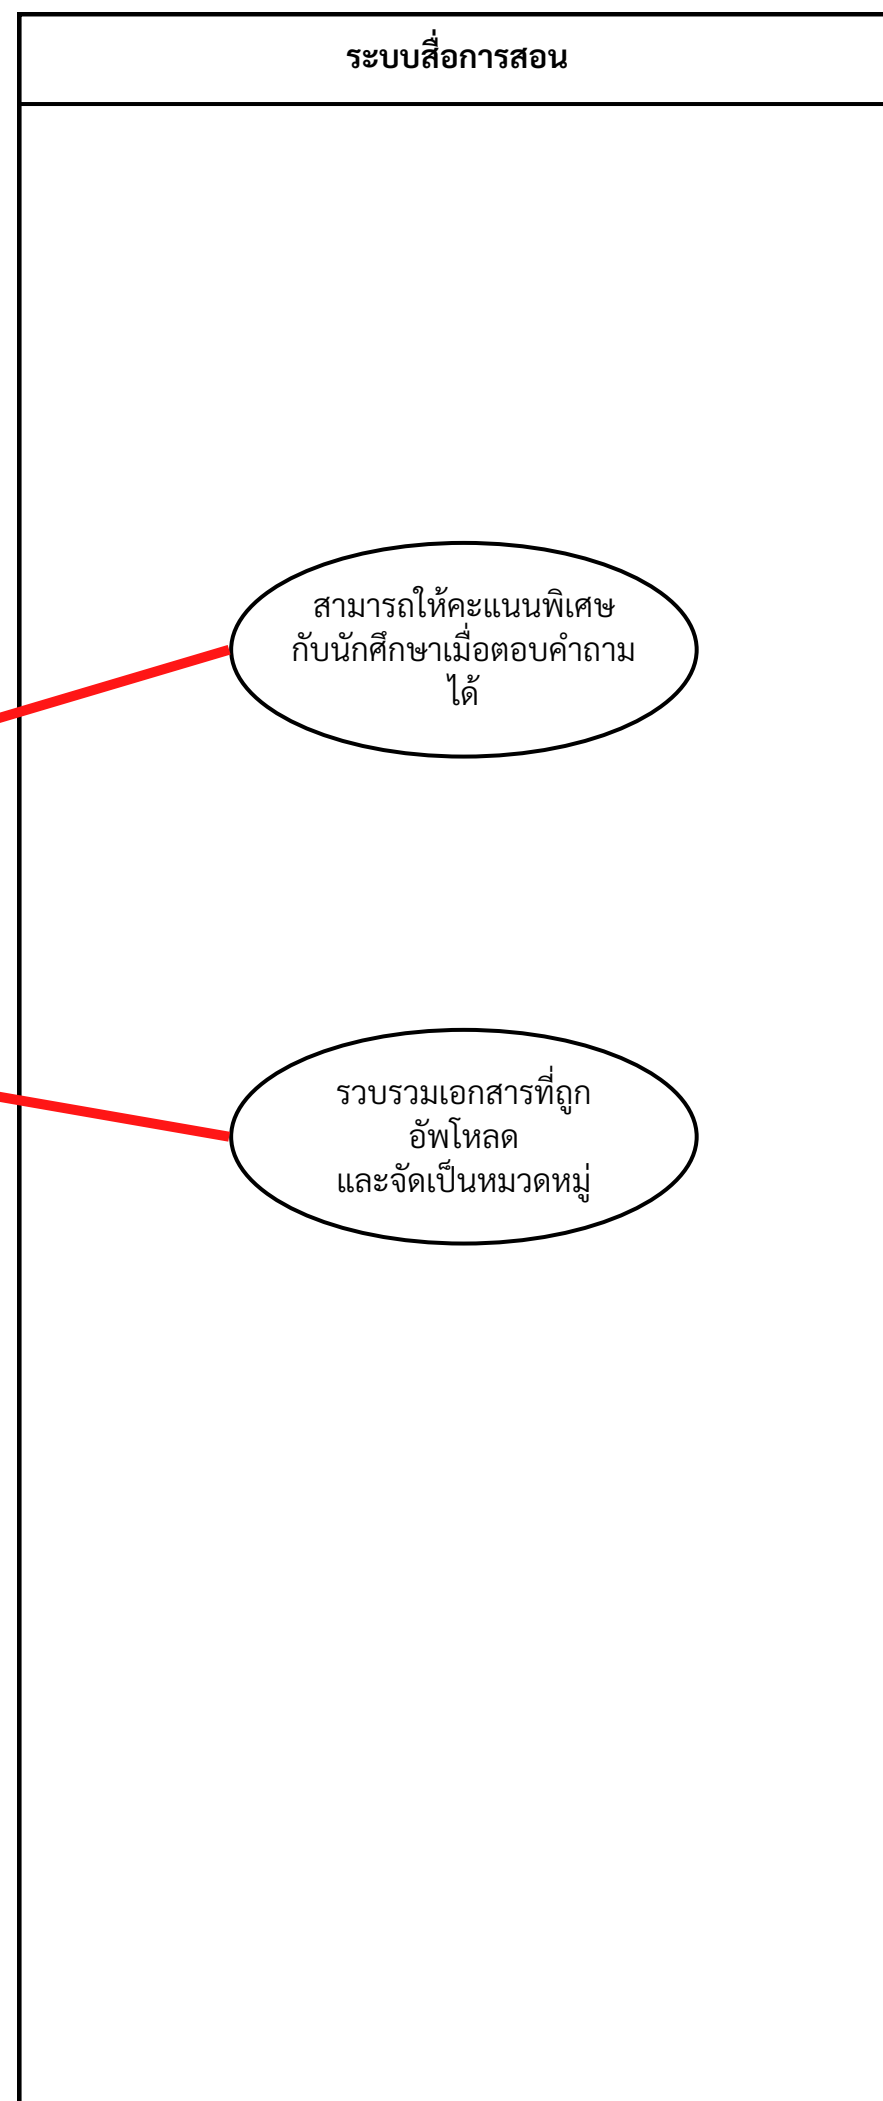 ระบบสื่อการสอน
สามารถให้คะแนนพิเศษ
กับนักศึกษาเมื่อตอบคำถาม
ได้
รวบรวมเอกสารที่ถูก
อัพโหลด
และจัดเป็นหมวดหมู่